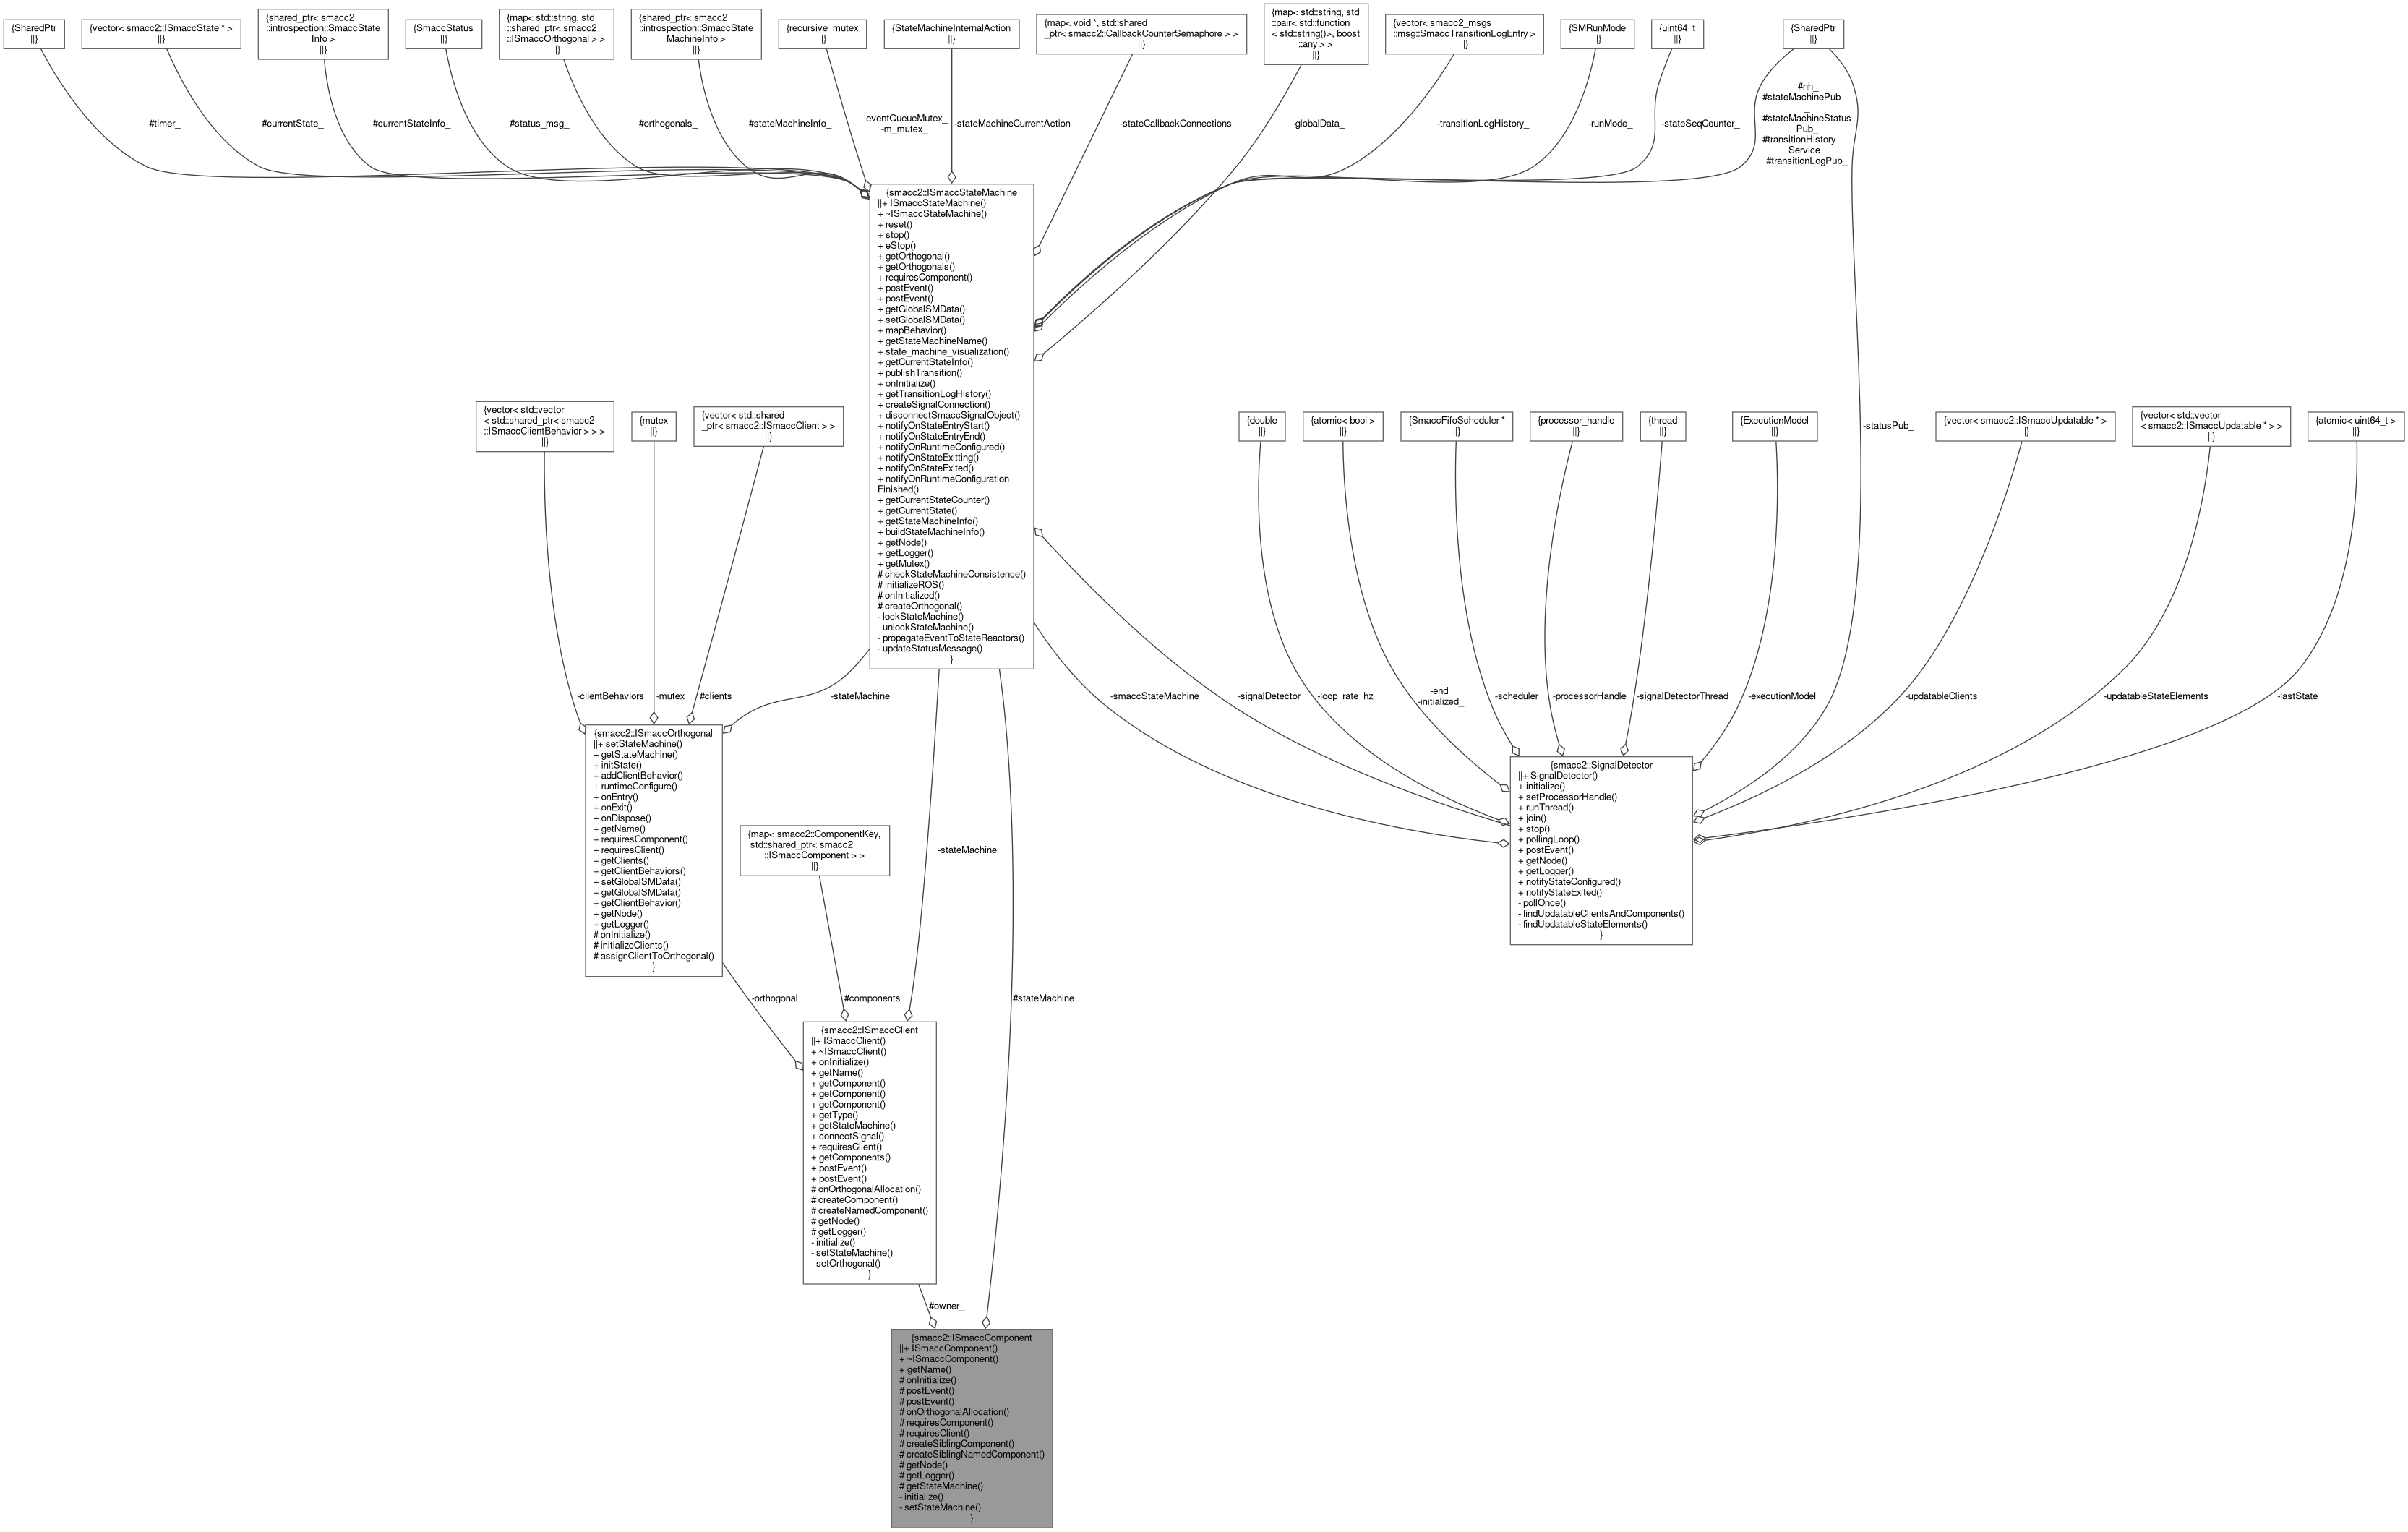 {SharedPtr
||}
{vector< smacc2::ISmaccState * >
||}
{shared_ptr< smacc2
::introspection::SmaccState
Info >
||}
{SmaccStatus
||}
{map< std::string, std
::shared_ptr< smacc2
::ISmaccOrthogonal > >
||}
{shared_ptr< smacc2
::introspection::SmaccState
MachineInfo >
||}
{recursive_mutex
||}
{StateMachineInternalAction
||}
{map< void *, std::shared
_ptr< smacc2::CallbackCounterSemaphore > >
||}
{map< std::string, std
::pair< std::function
< std::string()>, boost
::any > >
||}
{vector< smacc2_msgs
::msg::SmaccTransitionLogEntry >
||}
{SMRunMode
||}
{uint64_t
||}
{SharedPtr
||}
#timer_
#currentState_
#currentStateInfo_
#status_msg_
#orthogonals_
#stateMachineInfo_
-eventQueueMutex_
-m_mutex_
-stateMachineCurrentAction
-stateCallbackConnections
-globalData_
-transitionLogHistory_
-runMode_
-stateSeqCounter_
#nh_
#stateMachinePub
_
#stateMachineStatus
Pub_
#transitionHistory
Service_
#transitionLogPub_
{smacc2::ISmaccStateMachine
||+ ISmaccStateMachine()
+ ~ISmaccStateMachine()
+ reset()
+ stop()
+ eStop()
+ getOrthogonal()
+ getOrthogonals()
+ requiresComponent()
+ postEvent()
+ postEvent()
+ getGlobalSMData()
+ setGlobalSMData()
+ mapBehavior()
+ getStateMachineName()
+ state_machine_visualization()
+ getCurrentStateInfo()
+ publishTransition()
+ onInitialize()
+ getTransitionLogHistory()
+ createSignalConnection()
+ disconnectSmaccSignalObject()
+ notifyOnStateEntryStart()
+ notifyOnStateEntryEnd()
+ notifyOnRuntimeConfigured()
+ notifyOnStateExitting()
+ notifyOnStateExited()
+ notifyOnRuntimeConfiguration
Finished()
+ getCurrentStateCounter()
+ getCurrentState()
+ getStateMachineInfo()
+ buildStateMachineInfo()
+ getNode()
+ getLogger()
+ getMutex()
# checkStateMachineConsistence()
# initializeROS()
# onInitialized()
# createOrthogonal()
- lockStateMachine()
- unlockStateMachine()
- propagateEventToStateReactors()
- updateStatusMessage()
}
{vector< std::vector
< std::shared_ptr< smacc2
::ISmaccClientBehavior > > >
||}
{mutex
||}
{vector< std::shared
_ptr< smacc2::ISmaccClient > >
||}
{double
||}
{atomic< bool >
||}
{SmaccFifoScheduler *
||}
{processor_handle
||}
{thread
||}
{ExecutionModel
||}
-statusPub_
{vector< smacc2::ISmaccUpdatable * >
||}
{vector< std::vector
< smacc2::ISmaccUpdatable * > >
||}
{atomic< uint64_t >
||}
-clientBehaviors_
-mutex_
#clients_
-stateMachine_
-smaccStateMachine_
-signalDetector_
-loop_rate_hz
-end_
-initialized_
-scheduler_
-processorHandle_
-signalDetectorThread_
-executionModel_
-updatableClients_
-updatableStateElements_
-lastState_
{smacc2::ISmaccOrthogonal
||+ setStateMachine()
+ getStateMachine()
+ initState()
+ addClientBehavior()
+ runtimeConfigure()
+ onEntry()
+ onExit()
+ onDispose()
+ getName()
+ requiresComponent()
+ requiresClient()
+ getClients()
+ getClientBehaviors()
+ setGlobalSMData()
+ getGlobalSMData()
+ getClientBehavior()
+ getNode()
+ getLogger()
# onInitialize()
# initializeClients()
# assignClientToOrthogonal()
}
{smacc2::SignalDetector
||+ SignalDetector()
+ initialize()
+ setProcessorHandle()
+ runThread()
+ join()
+ stop()
+ pollingLoop()
+ postEvent()
+ getNode()
+ getLogger()
+ notifyStateConfigured()
+ notifyStateExited()
- pollOnce()
- findUpdatableClientsAndComponents()
- findUpdatableStateElements()
}
{map< smacc2::ComponentKey,
std::shared_ptr< smacc2
::ISmaccComponent > >
||}
-stateMachine_
-orthogonal_
#components_
#stateMachine_
{smacc2::ISmaccClient
||+ ISmaccClient()
+ ~ISmaccClient()
+ onInitialize()
+ getName()
+ getComponent()
+ getComponent()
+ getComponent()
+ getType()
+ getStateMachine()
+ connectSignal()
+ requiresClient()
+ getComponents()
+ postEvent()
+ postEvent()
# onOrthogonalAllocation()
# createComponent()
# createNamedComponent()
# getNode()
# getLogger()
- initialize()
- setStateMachine()
- setOrthogonal()
}
#owner_
{smacc2::ISmaccComponent
||+ ISmaccComponent()
+ ~ISmaccComponent()
+ getName()
# onInitialize()
# postEvent()
# postEvent()
# onOrthogonalAllocation()
# requiresComponent()
# requiresClient()
# createSiblingComponent()
# createSiblingNamedComponent()
# getNode()
# getLogger()
# getStateMachine()
- initialize()
- setStateMachine()
}